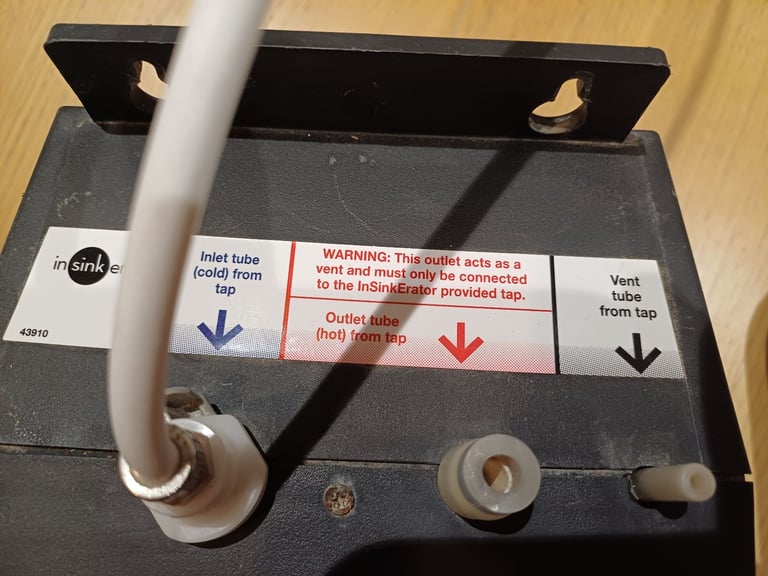 in sink er
43910
Inlet tube
(cold) from
tap
WARNING: This outlet acts as a
vent and must only be connected
to the InSinkErator provided tap.
Outlet tube
(hot) from tap
Vent
tube
from tap